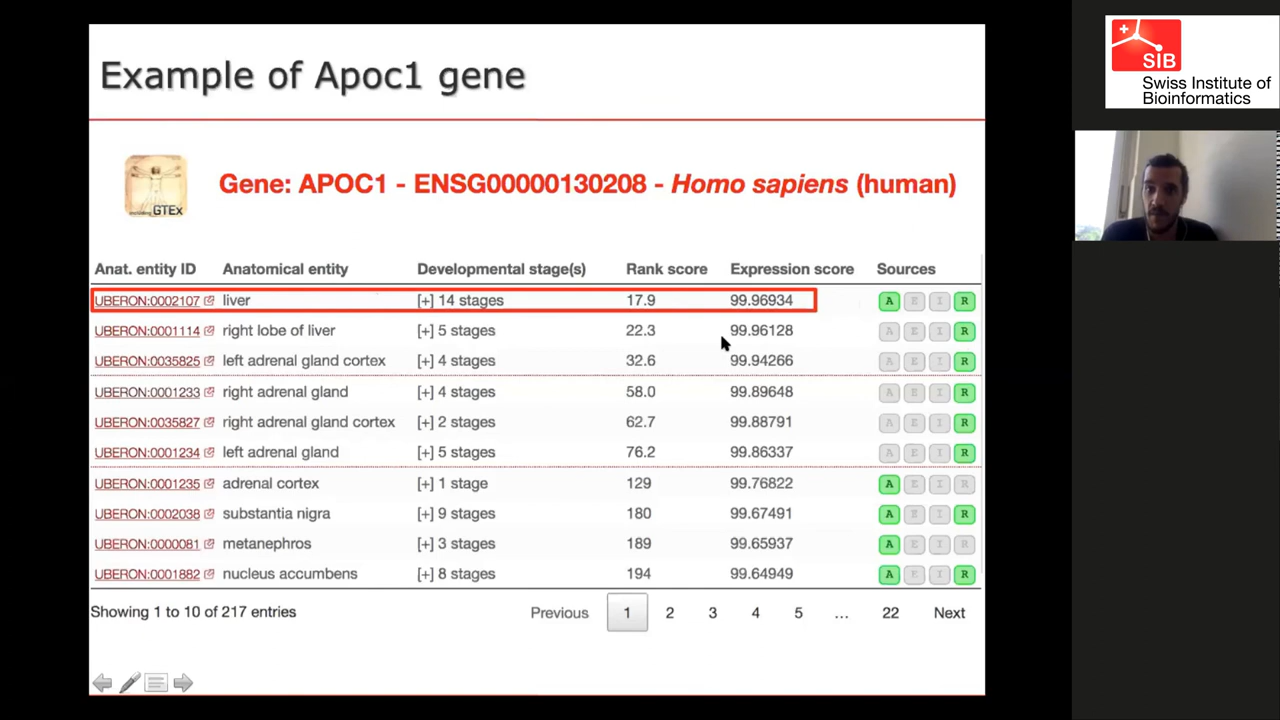 Example of Apoc1 gene
SIB
Swiss Institute of
Bioinformatics
including GTEx
Gene: APOC1 - ENSG00000130208 - Homo sapiens (human)
Anat. entity ID Anatomical entity Developmental stage(s) Rank score Expression score Sources
UBERON:0002107 liver [+] 14 stages 17.9 99.96934 A E I R
UBERON:0001114 right lobe of liver [+] 5 stages 22.3 99.96128 A E I R
UBERON:0035825 left adrenal gland cortex [+] 4 stages 32.6 99.94266 A E I R
UBERON:0001233 right adrenal gland [+] 4 stages 58.0 99.89648 A E I R
UBERON:0035827 right adrenal gland cortex [+] 2 stages 62.7 99.88791 A E I R
UBERON:0001234 left adrenal gland [+] 5 stages 76.2 99.86337 A E I R
UBERON:0001235 adrenal cortex [+] 1 stage 129 99.76822 A E I R
UBERON:0002038 substantia nigra [+] 9 stages 180 99.67491 A E I R
UBERON:0000081 metanephros [+] 3 stages 189 99.65937 A E I R
UBERON:0001882 nucleus accumbens [+] 8 stages 194 99.64949 A E I R
Showing 1 to 10 of 217 entries Previous 1 2 3 4 5 ... 22 Next